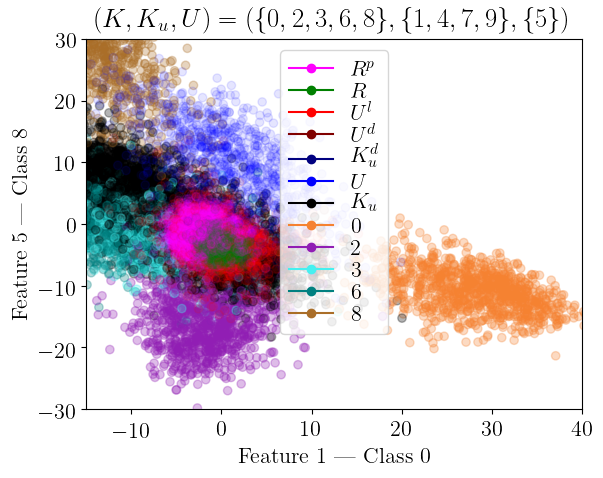 (K, K_u, U) = ({0, 2, 3, 6, 8}, {1, 4, 7, 9}, {5})
30
20
10
0
−10
−20
−30
Feature 5 — Class 8
R^p
R
U^l
U^d
K_u^d
U
K_u
0
2
3
6
8
−10
0
10
20
30
40
Feature 1 — Class 0